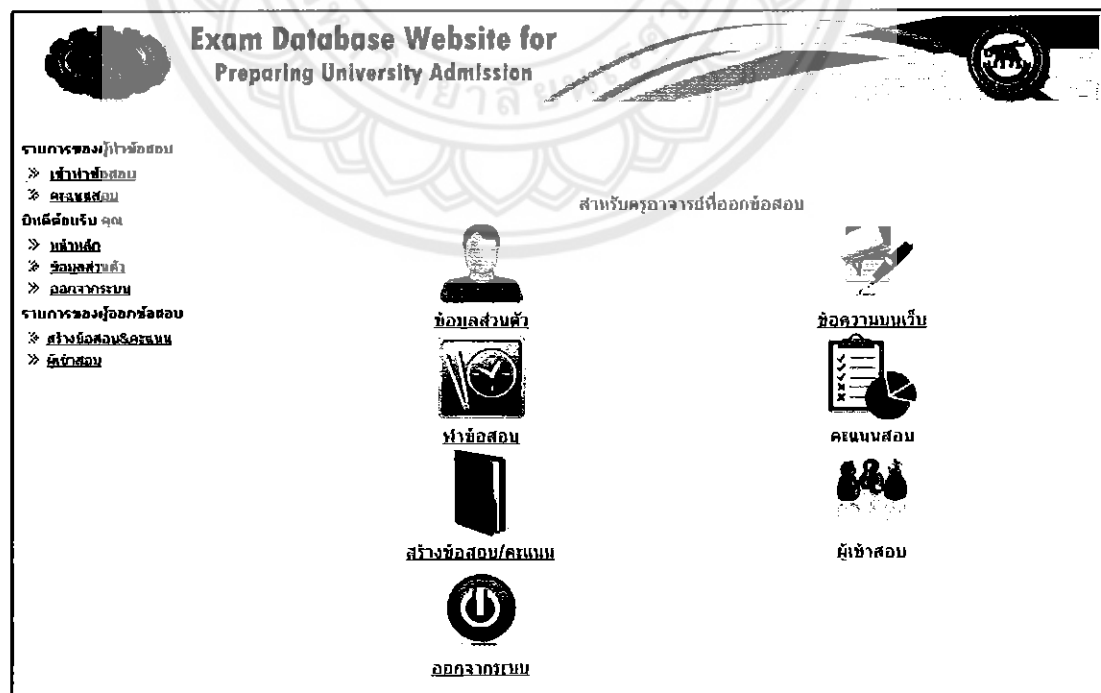 Exam Database Website for
Preparing University Admission
รายการของผู้ทำข้อสอบ
เข้าทำข้อสอบ
คะแนนสอบ
ยินดีต้อนรับ คุณ
หน้าหลัก
ข้อมูลส่วนตัว
ออกจากระบบ
รายการของผู้ออกข้อสอบ
สร้างข้อสอบ&คะแนน
ผู้เข้าสอบ
สำหรับครูอาจารย์ที่ออกข้อสอบ
ข้อมูลส่วนตัว
ข้อความบนเว็บ
ทำข้อสอบ
คะแนนสอบ
สร้างข้อสอบ/คะแนน
ผู้เข้าสอบ
ออกจากระบบ